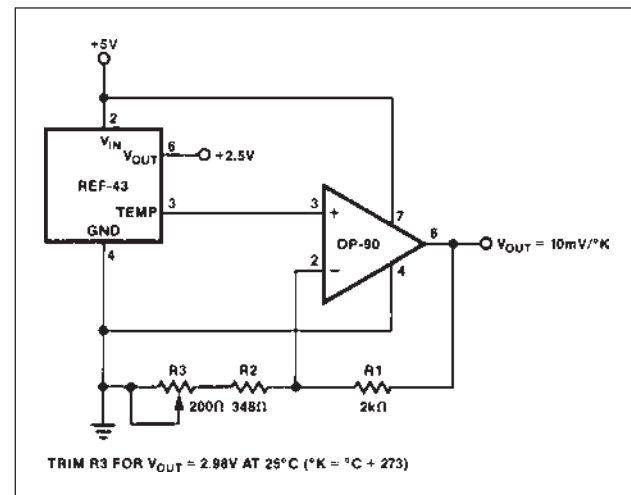 +5V
2
VIN
VOUT
6
+2.5V
REF-43
TEMP
3
3
+
7
GND
OP-90
6
VOUT = 10mV/°K
4
2
–
4
R3
R2
R1
200Ω
348Ω
2kΩ
TRIM R3 FOR VOUT = 2.98V AT 25°C (°K = °C + 273)